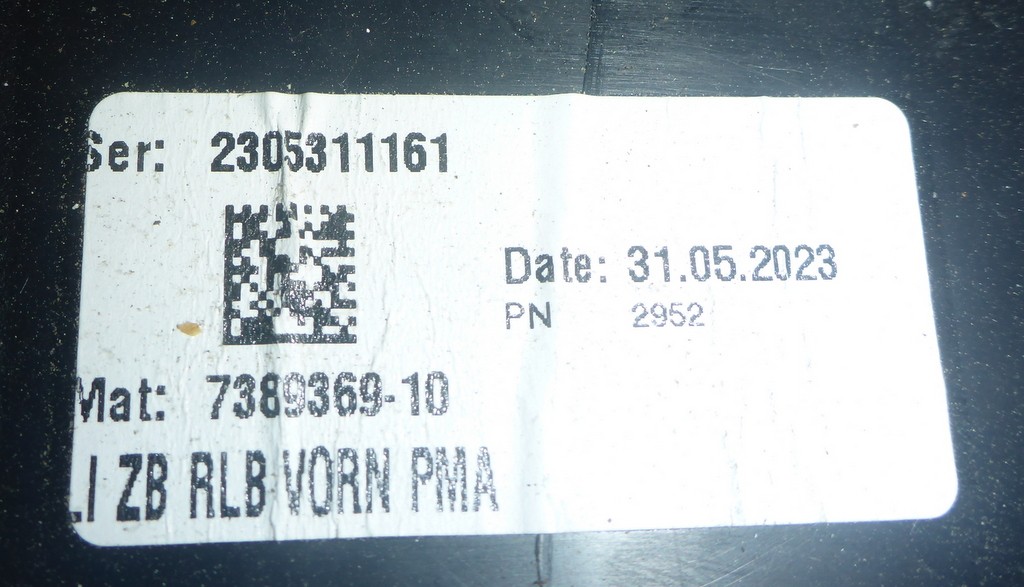 Ser: 2305311161
Date: 31.05.2023
PN 2952
Mat: 7389369-10
LI ZB RLB VORN PMA